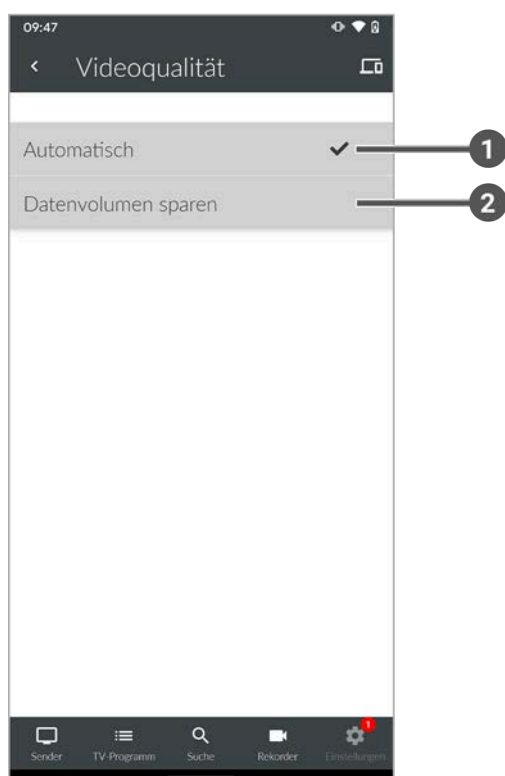 09:47
Videoqualität
Automatisch
1
Datenvolumen sparen
2
1
Sender TV-Programm Suche Rekorder Einstellungen